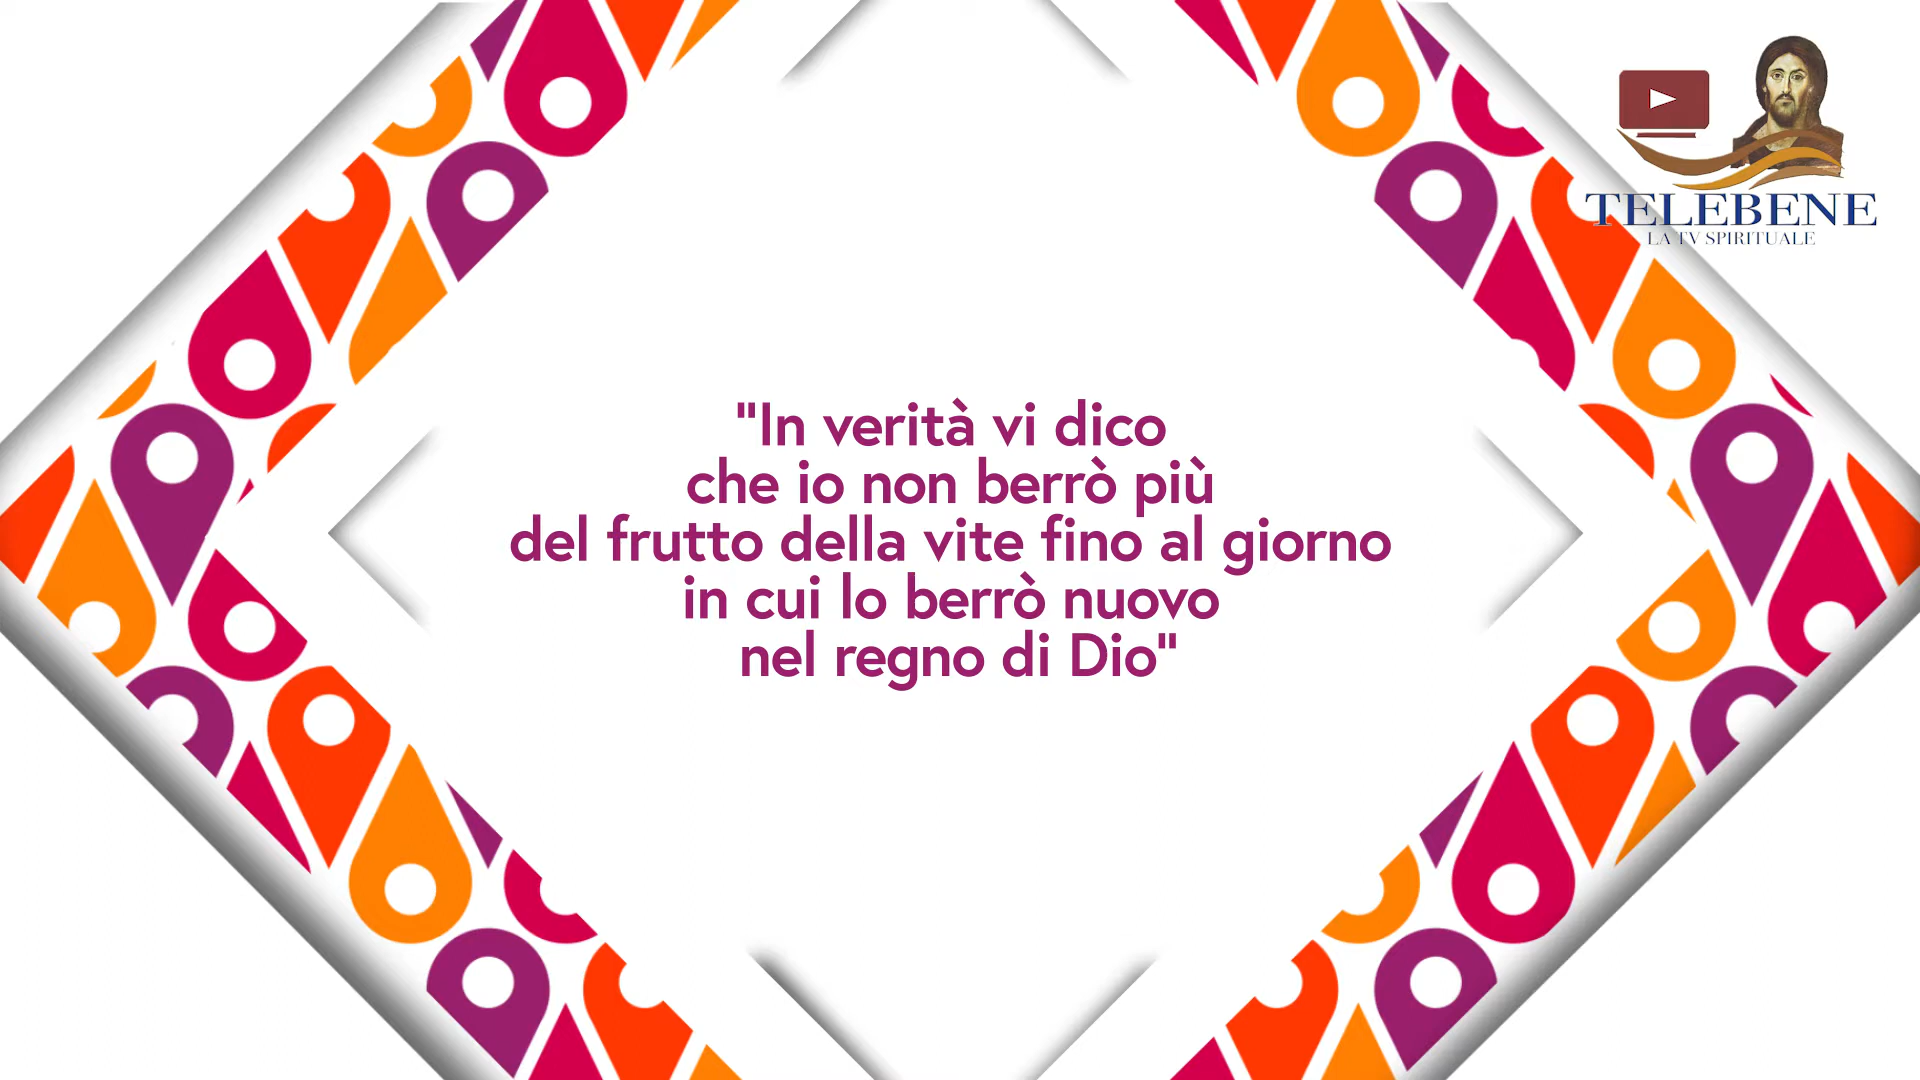 TELEBENE
LA TV SPIRITUALE
"In verità vi dico
che io non berrò più
del frutto della vite fino al giorno
in cui lo berrò nuovo
nel regno di Dio"